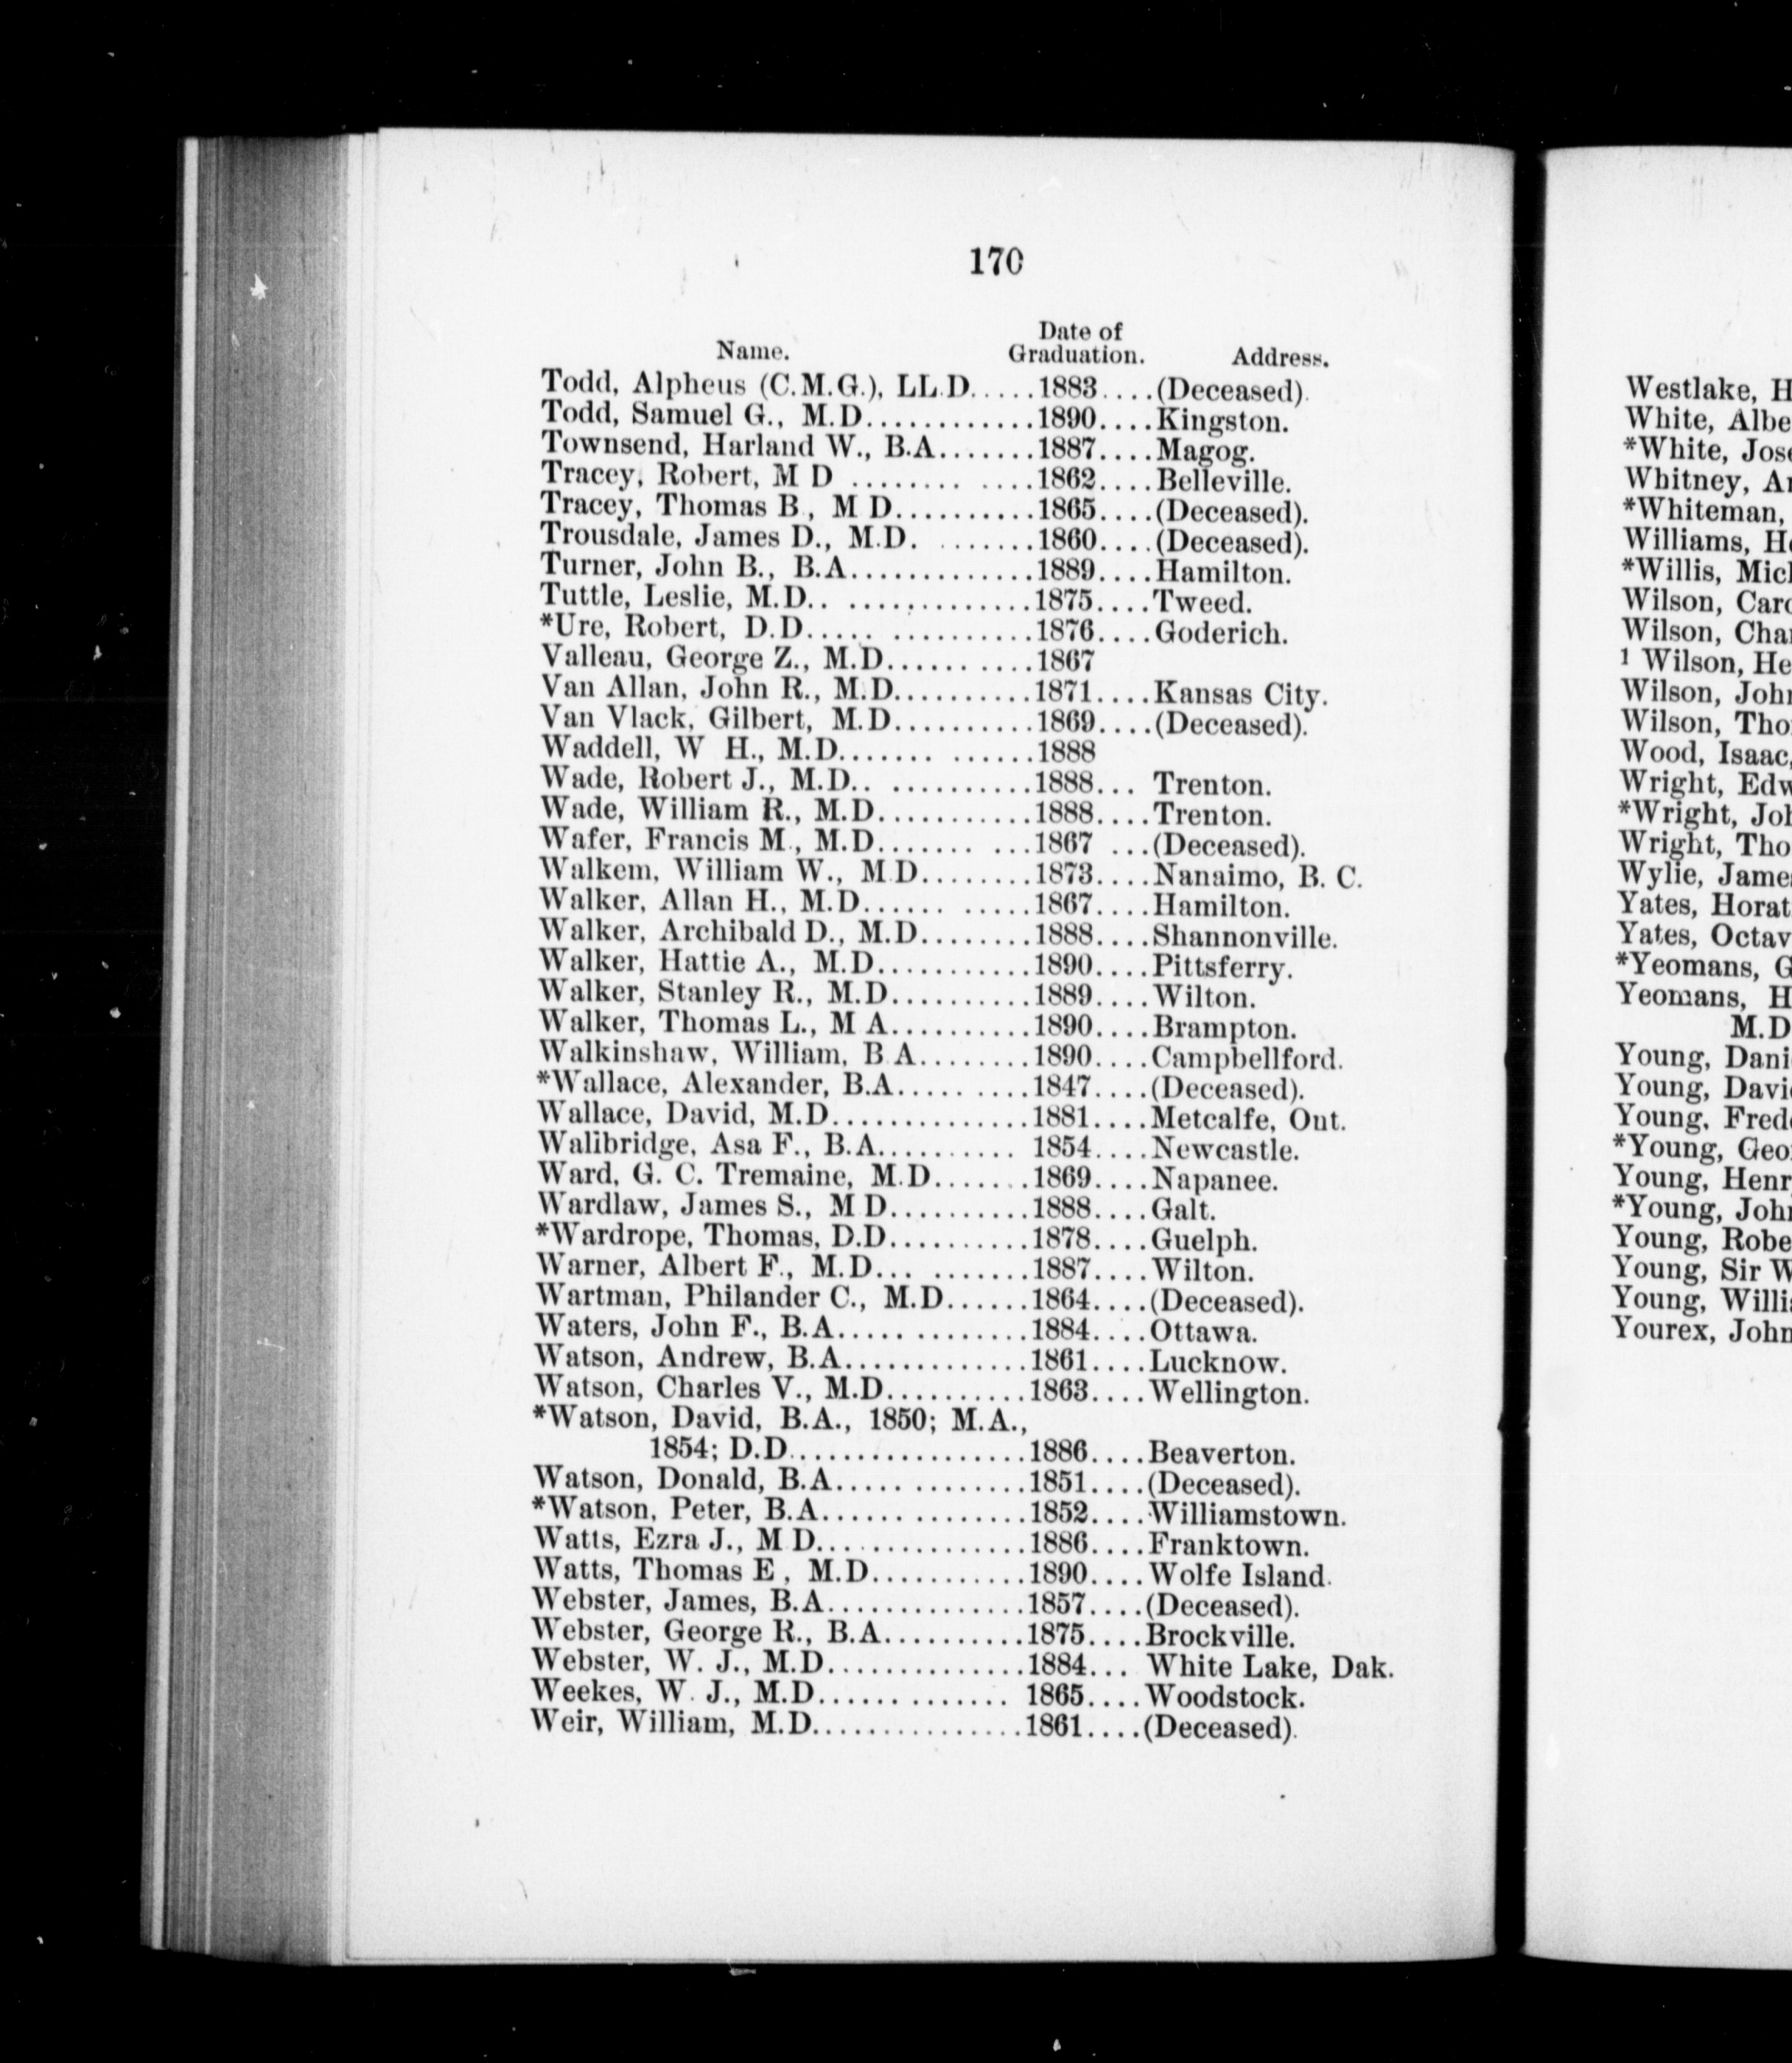 170
Name. Date of Graduation. Address.
Todd, Alpheus (C.M.G.), LL.D.....1883....(Deceased).
Todd, Samuel G., M.D............1890....Kingston.
Townsend, Harland W., B.A.......1887....Magog.
Tracey, Robert, M D ........ ....1862....Belleville.
Tracey, Thomas B., M D..........1865....(Deceased).
Trousdale, James D., M.D. .......1860....(Deceased).
Turner, John B., B.A.............1889....Hamilton.
Tuttle, Leslie, M.D.. .............1875....Tweed.
*Ure, Robert, D.D..... ..........1876....Goderich.
Valleau, George Z., M.D..........1867
Van Allan, John R., M.D..........1871....Kansas City.
Van Vlack, Gilbert, M.D..........1869....(Deceased).
Waddell, W H., M.D....... ......1888
Wade, Robert J., M.D.. ..........1888... Trenton.
Wade, William R., M.D...........1888....Trenton.
Wafer, Francis M., M.D....... ...1867 ...(Deceased).
Walkem, William W., M.D........1873....Nanaimo, B. C.
Walker, Allan H., M.D...... .....1867....Hamilton.
Walker, Archibald D., M.D........1888....Shannonville.
Walker, Hattie A., M.D...........1890....Pittsferry.
Walker, Stanley R., M.D..........1889....Wilton.
Walker, Thomas L., M A..........1890....Brampton.
Walkinshaw, William, B A........1890....Campbellford.
*Wallace, Alexander, B.A.........1847....(Deceased).
Wallace, David, M.D..............1881....Metcalfe, Ont.
Walibridge, Asa F., B.A.......... 1854....Newcastle.
Ward, G. C. Tremaine, M.D.......1869....Napanee.
Wardlaw, James S., M D..........1888....Galt.
*Wardrope, Thomas, D.D..........1878....Guelph.
Warner, Albert F., M.D... .......1887....Wilton.
Wartman, Philander C., M.D......1864....(Deceased).
Waters, John F., B.A.............1884....Ottawa.
Watson, Andrew, B.A.............1861....Lucknow.
Watson, Charles V., M.D..........1863....Wellington.
*Watson, David, B.A., 1850; M.A.,
1854; D.D.................1886....Beaverton.
Watson, Donald, B.A.............1851....(Deceased).
*Watson, Peter, B.A..............1852....Williamstown.
Watts, Ezra J., M D..............1886....Franktown.
Watts, Thomas E , M.D...........1890....Wolfe Island.
Webster, James, B.A..............1857....(Deceased).
Webster, George R., B.A..........1875....Brockville.
Webster, W. J., M.D..............1884... White Lake, Dak.
Weekes, W. J., M.D............. 1865....Woodstock.
Weir, William, M.D...............1861....(Deceased).
Westlake,
White,
*White,
Whitney,
*Whiteman,
Williams,
*Willis,
Wilson,
Wilson,
1 Wilson,
Wilson,
Wilson,
Wood, Isaac,
Wright,
*Wright,
Wright,
Wylie,
Yates,
Yates,
*Yeomans,
Yeomans,
M.D
Young,
Young,
Young,
*Young,
Young,
*Young,
Young,
Young, Sir
Young,
Yourex,